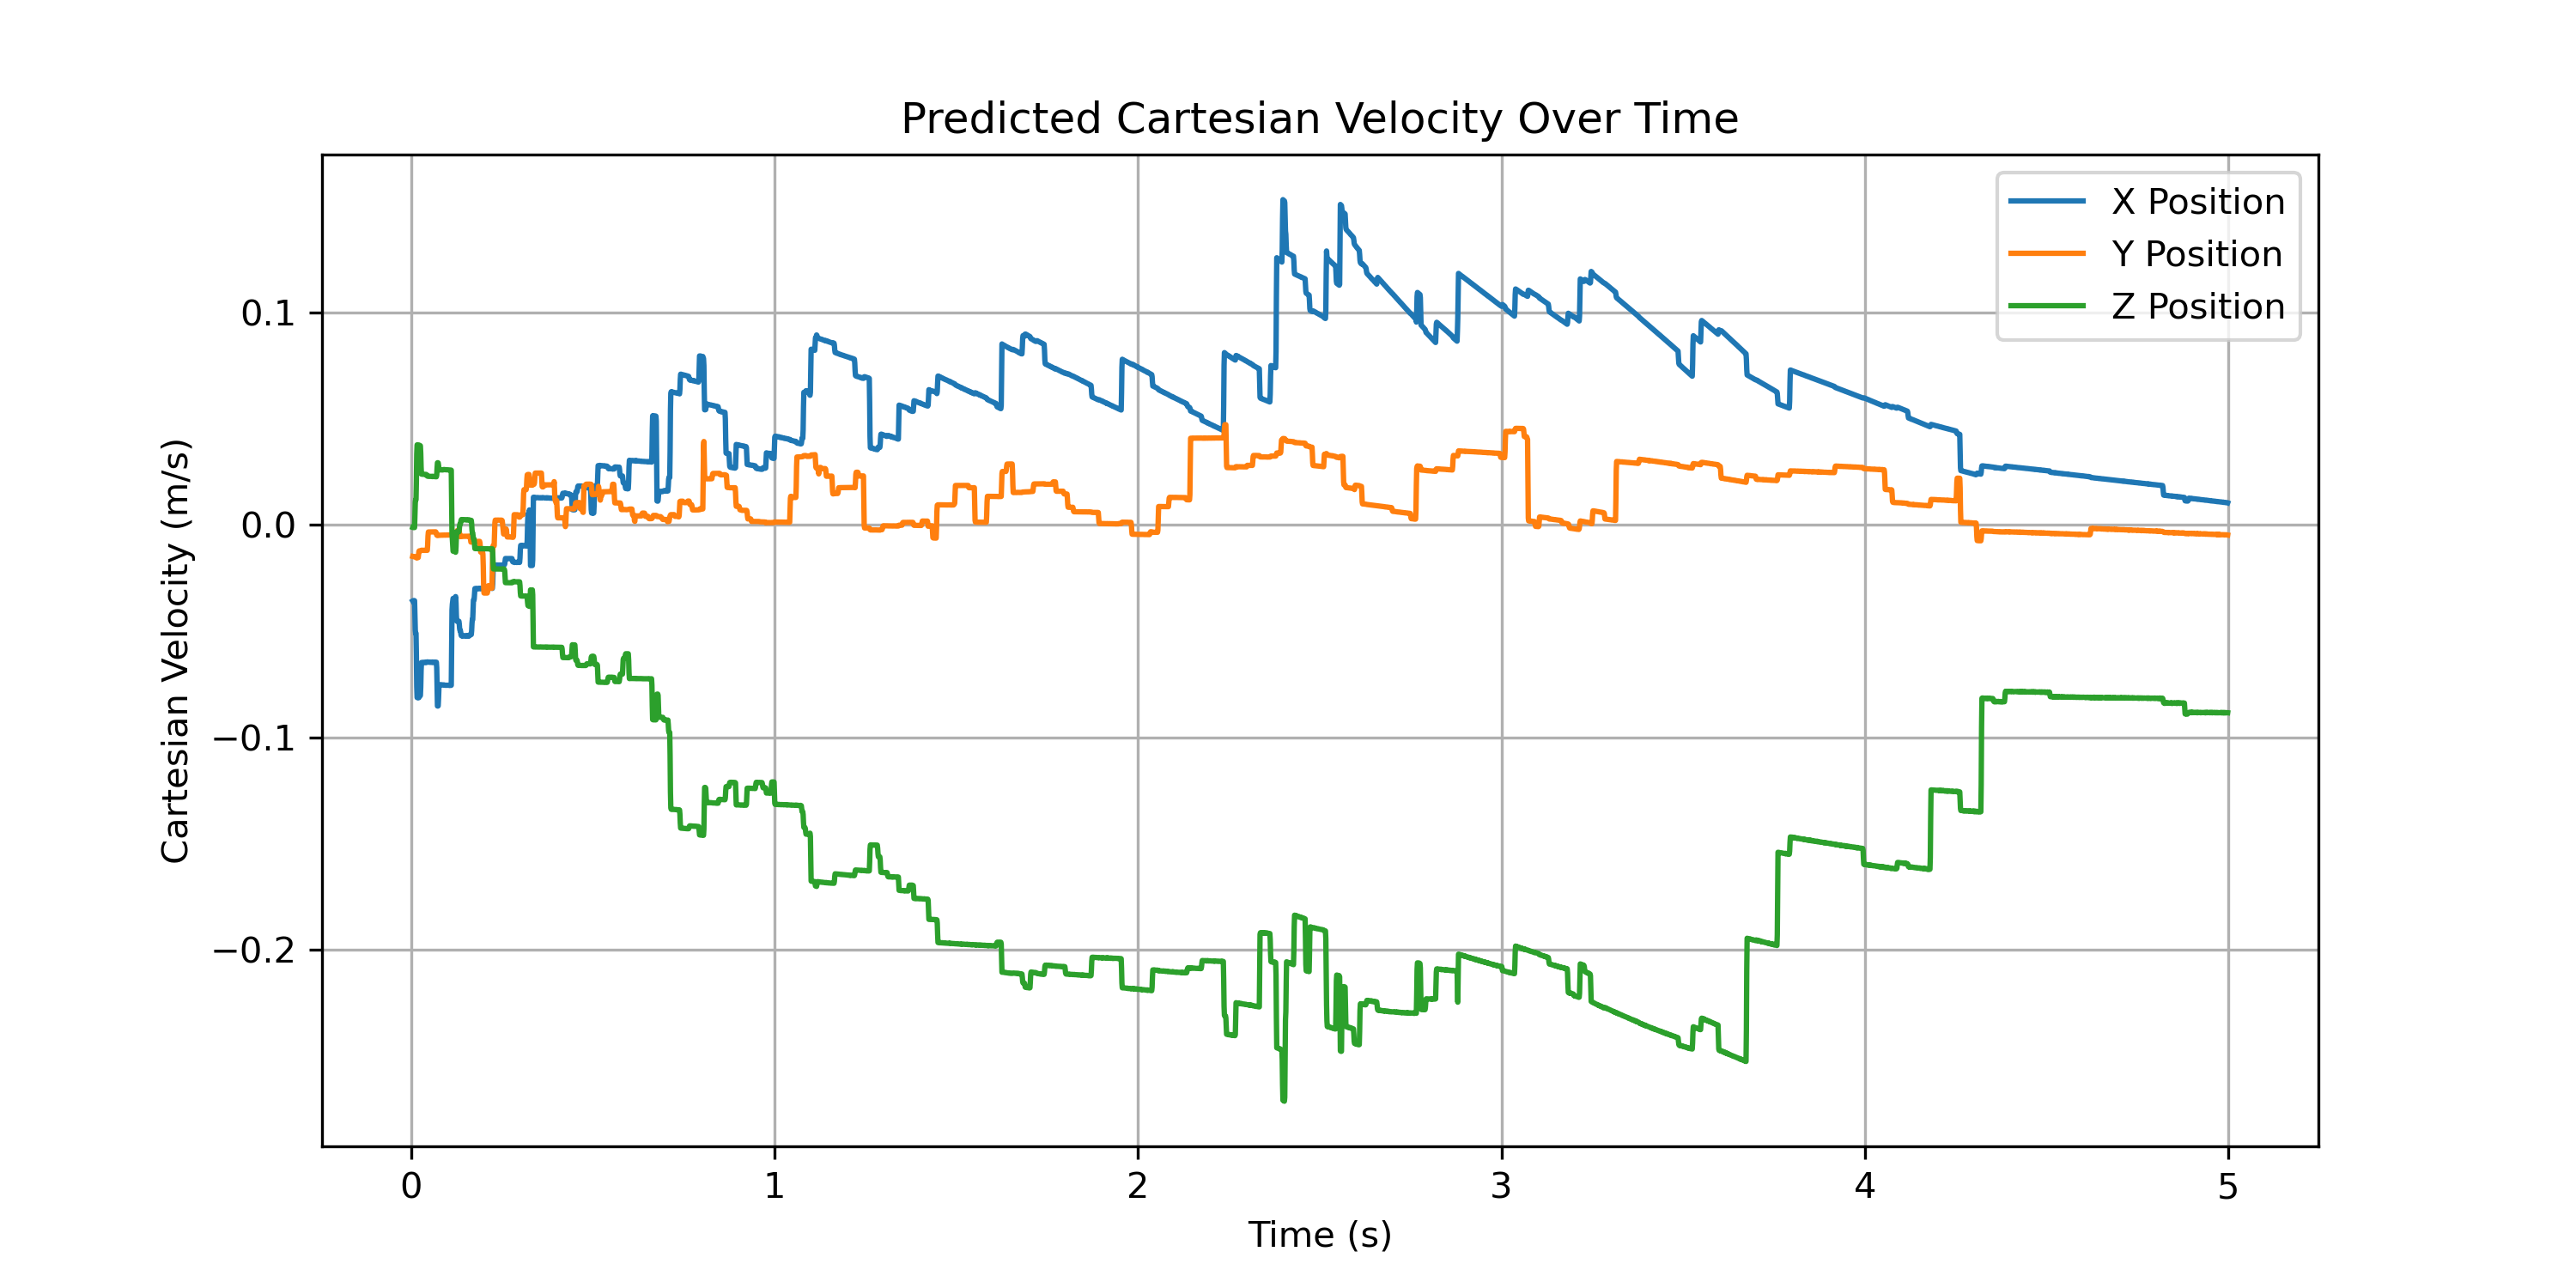 Predicted Cartesian Velocity Over Time
X Position
Y Position
Z Position
Cartesian Velocity (m/s)
0.1
0.0
−0.1
−0.2
0 1 2 3 4 5
Time (s)